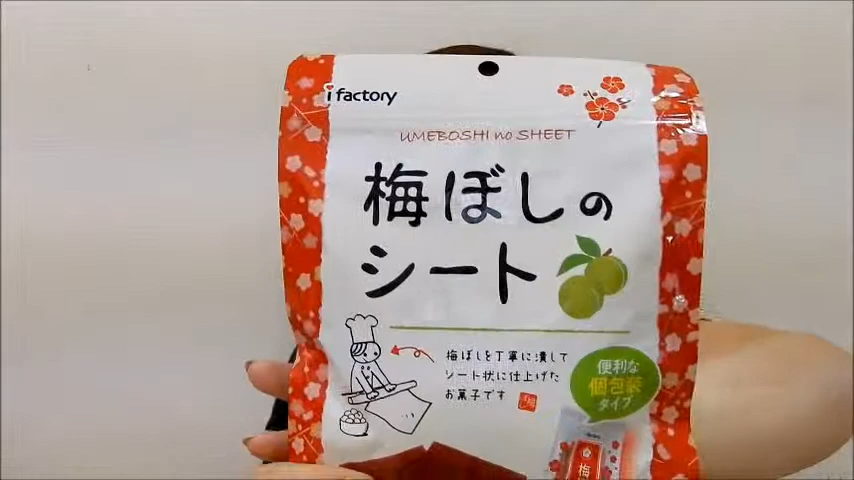 i factory
UMEBOSHI no SHEET
梅ぼしの
シート
梅ぼしを丁寧に潰して
シート状に仕上げた
お菓子です
便利な
個包装
タイプ
梅